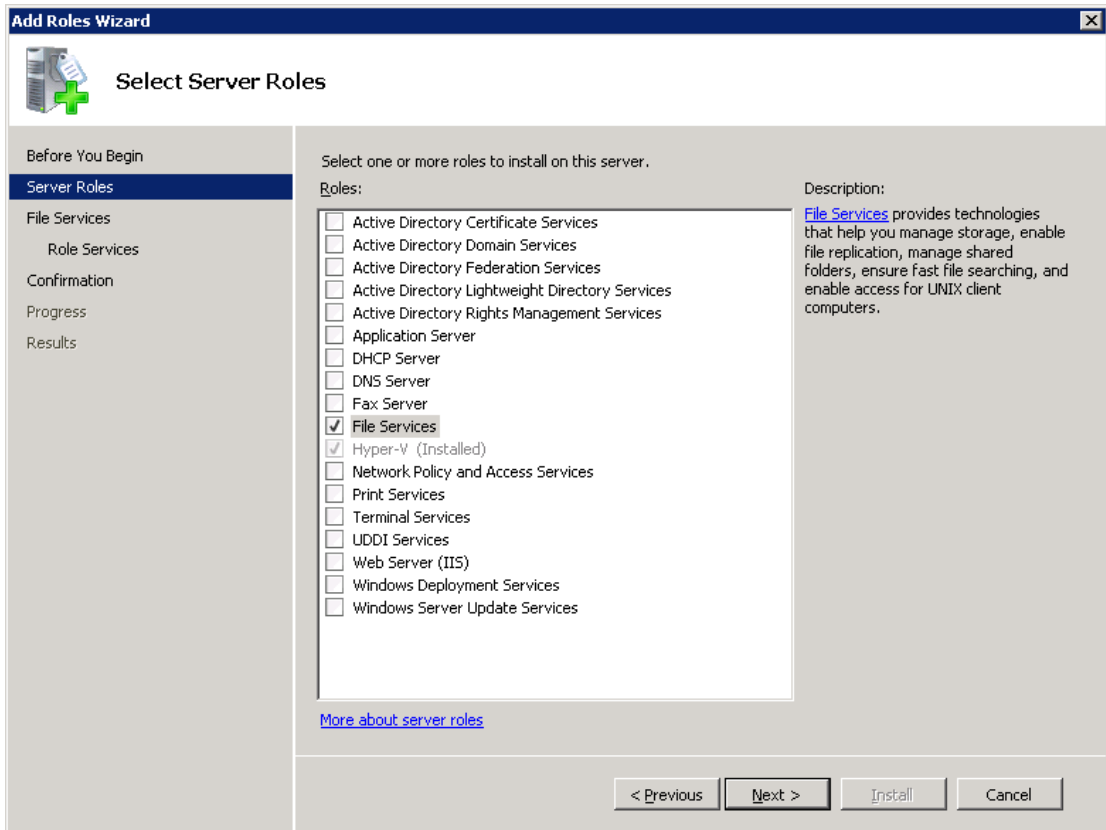 Add Roles Wizard
Select Server Roles
Before You Begin
Server Roles
File Services
Role Services
Confirmation
Progress
Results
Select one or more roles to install on this server.
Roles:
Active Directory Certificate Services
Active Directory Domain Services
Active Directory Federation Services
Active Directory Lightweight Directory Services
Active Directory Rights Management Services
Application Server
DHCP Server
DNS Server
Fax Server
File Services
Hyper-V (Installed)
Network Policy and Access Services
Print Services
Terminal Services
UDDI Services
Web Server (IIS)
Windows Deployment Services
Windows Server Update Services
More about server roles
Description:
File Services provides technologies
that help you manage storage, enable
file replication, manage shared
folders, ensure fast file searching, and
enable access for UNIX client
computers.
< Previous
Next >
Install
Cancel